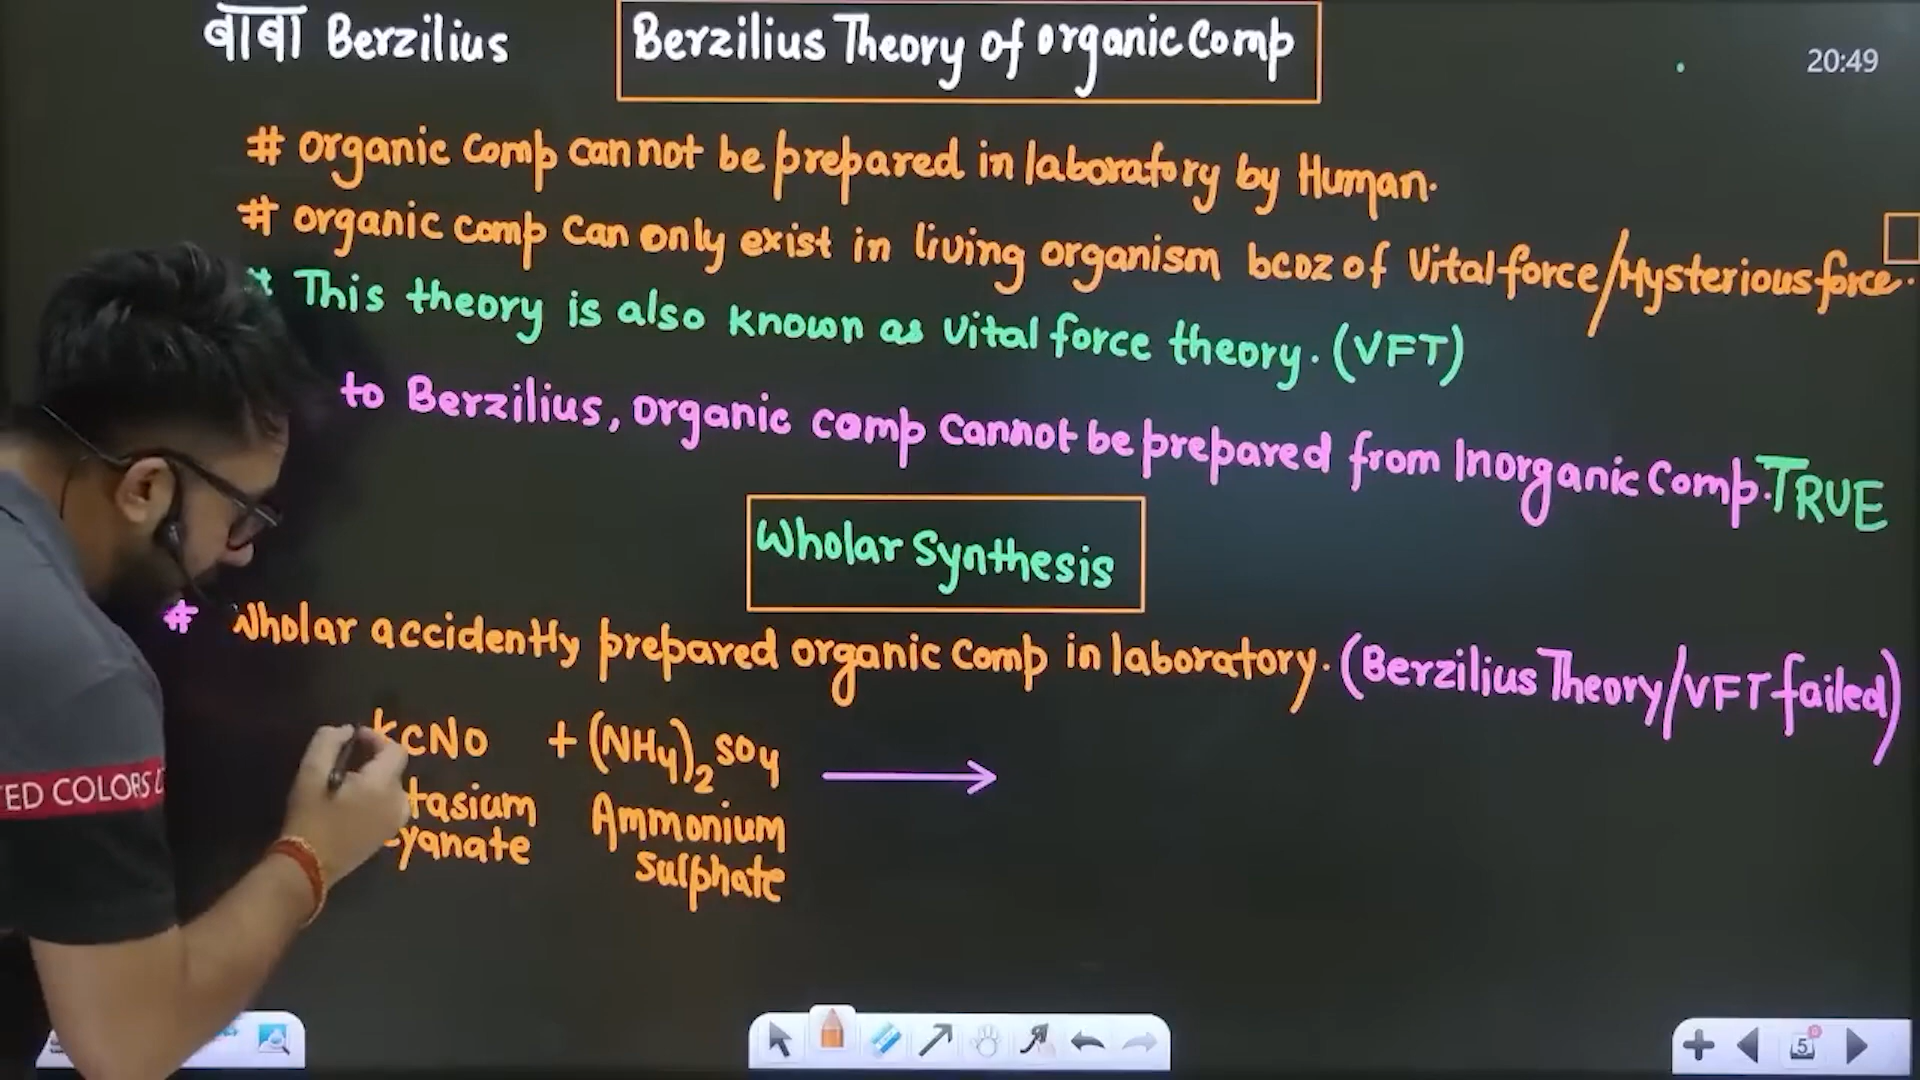 बाबा Berzilius
Berzilius Theory of organic Comp
20:49
# organic Comp cannot be prepared in laboratory by Human.
# organic comp can only exist in living organism bcoz of Vital force/Mysterious force.
# This theory is also known as Vital force theory. (VFT)
to Berzilius, organic comp cannot be prepared from Inorganic Comp. TRUE
Wholar Synthesis
# Wholar accidently prepared organic Comp in laboratory. (Berzilius Theory/VFT failed)
KCNO + (NH4)2SO4
Ammonium
sulphate
TED COLORS
5